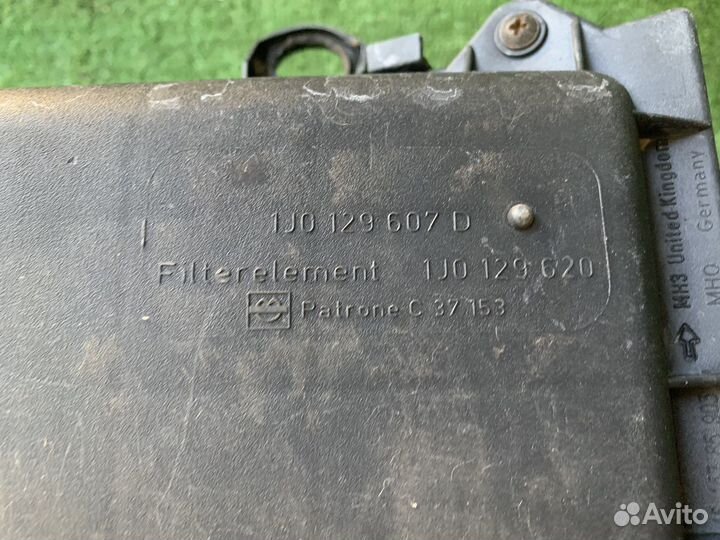 1J0 129 607 D
Filterelement 1J0 129 620
Patrone C 37 153
MH3 United Kingdom
MHO Germany
Avito